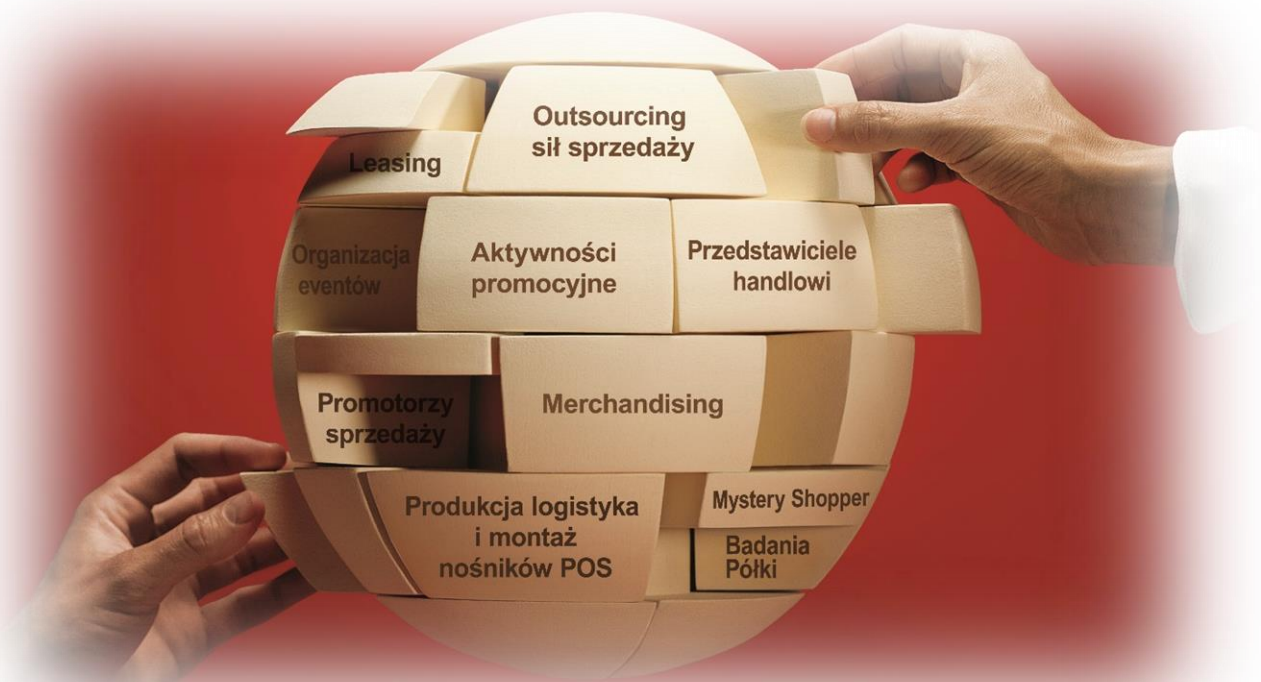 Outsourcing
sił sprzedaży
Leasing
Organizacja
eventów
Aktywności
promocyjne
Przedstawiciele
handlowi
Promotorzy
sprzedaży
Merchandising
Produkcja logistyka
i montaż
nośników POS
Mystery Shopper
Badania
Półki